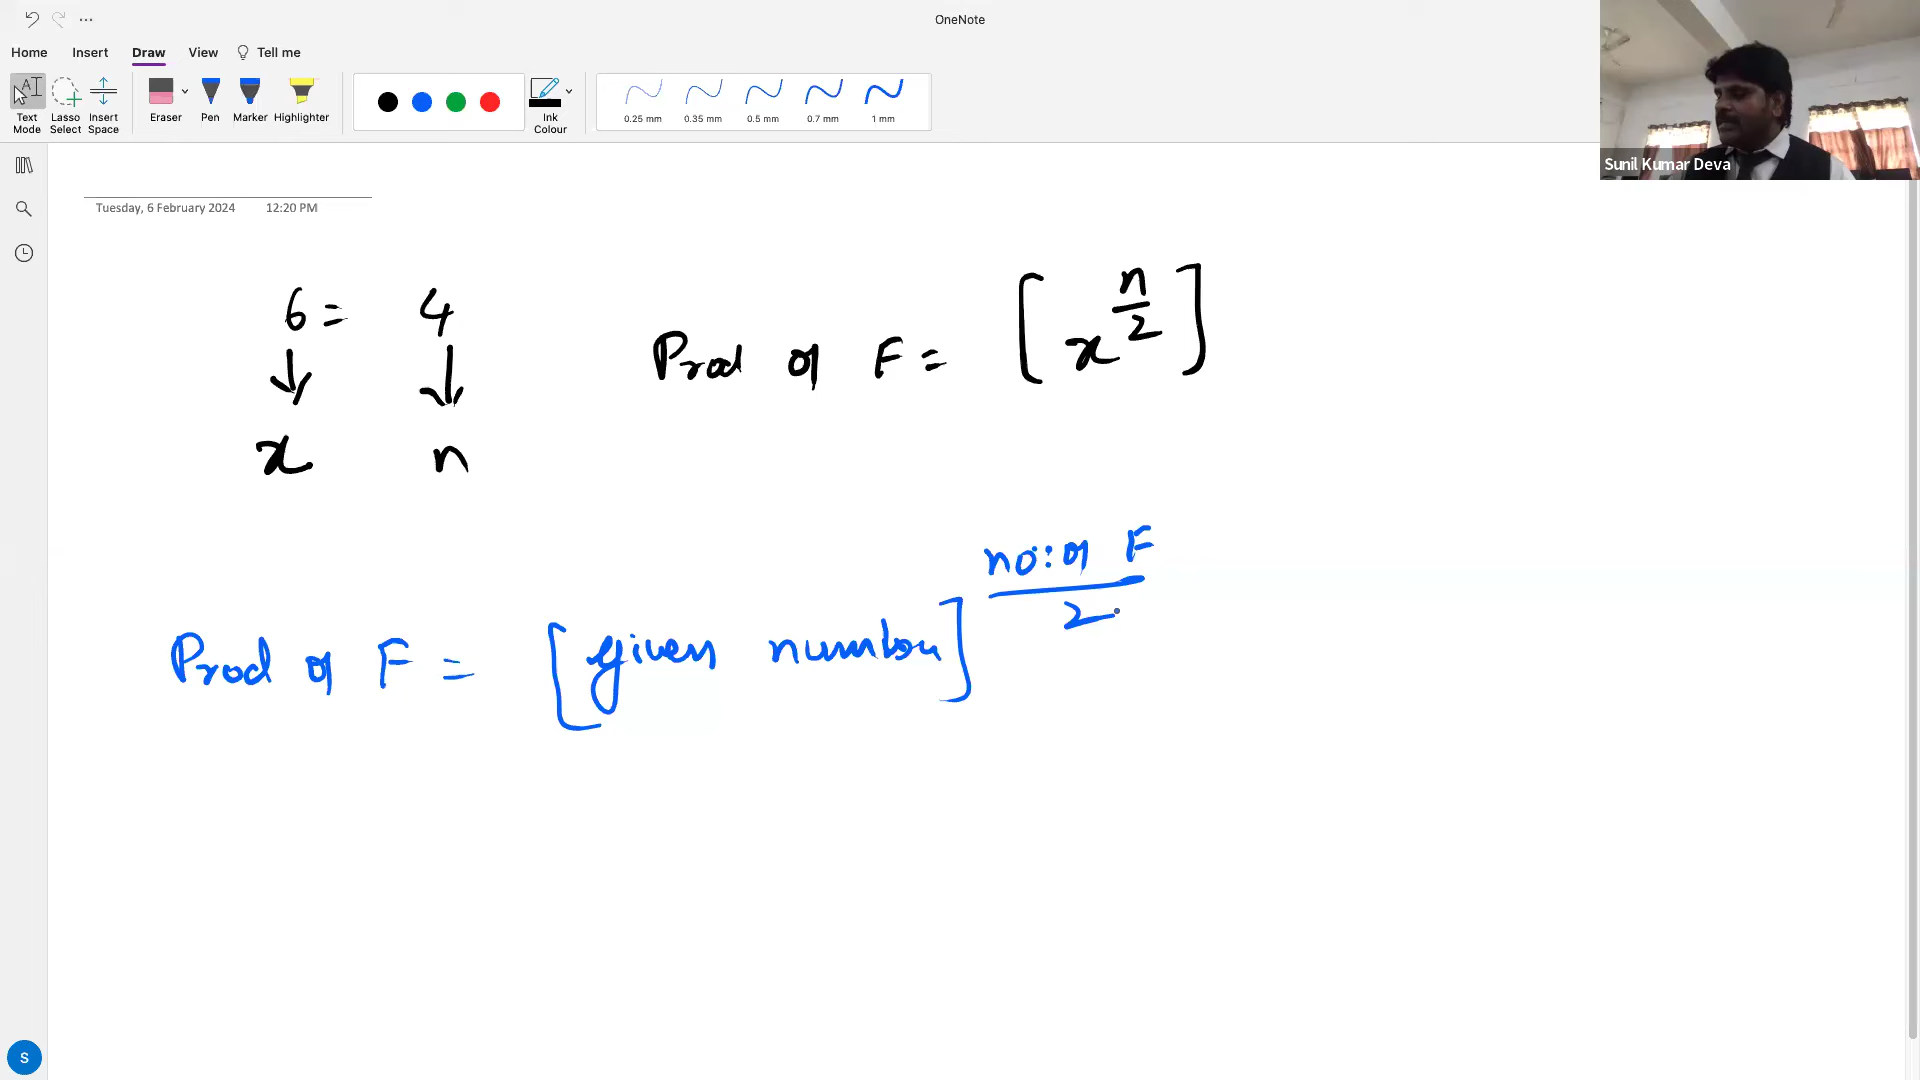 OneNote
Home Insert Draw View Tell me
Text Mode
Lasso Select
Insert Space
Eraser
Pen
Marker
Highlighter
Ink Colour
0.25 mm
0.35 mm
0.5 mm
0.7 mm
1 mm
Sunil Kumar Deva
Tuesday, 6 February 2024 12:20 PM
6 = 4
x n
Prod of F = [x^(n/2)]
Prod of F = [given number]^(no: of F/2)
S